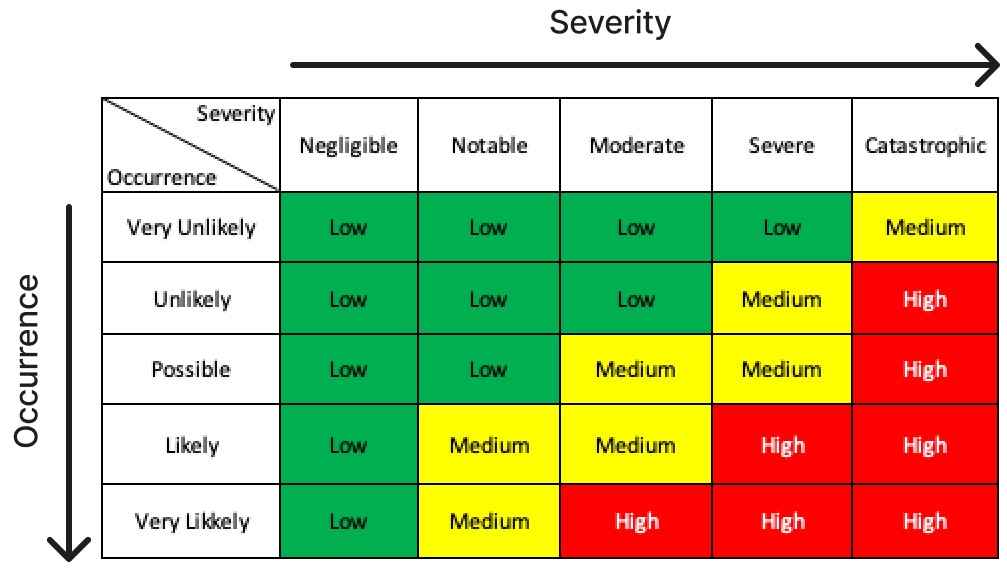 Severity
Severity
Occurrence
Negligible Notable Moderate Severe Catastrophic
Very Unlikely Low Low Low Low Medium
Unlikely Low Low Low Medium High
Possible Low Low Medium Medium High
Likely Low Medium Medium High High
Very Likkely Low Medium High High High
Occurrence